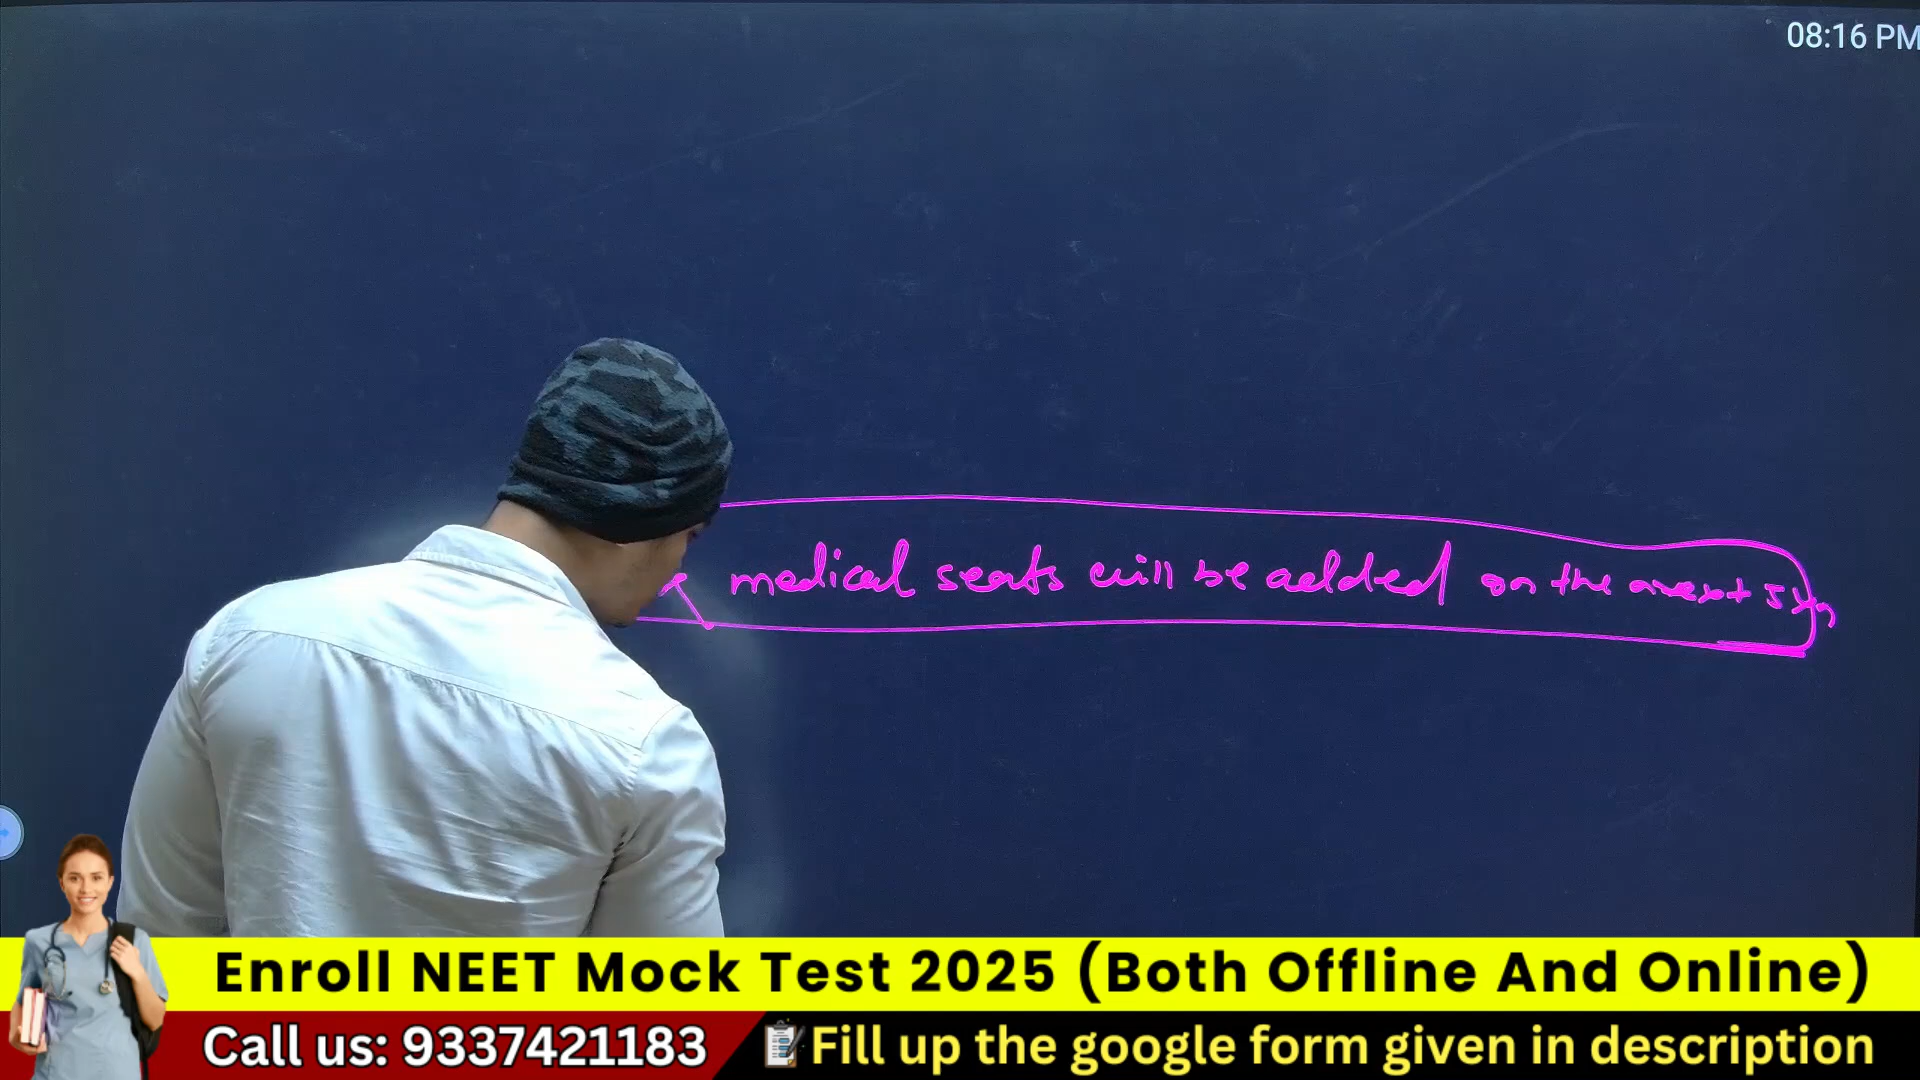 08:16 PM
medical seats will be added on the next 5 yrs
Enroll NEET Mock Test 2025 (Both Offline And Online)
Call us: 9337421183
Fill up the google form given in description